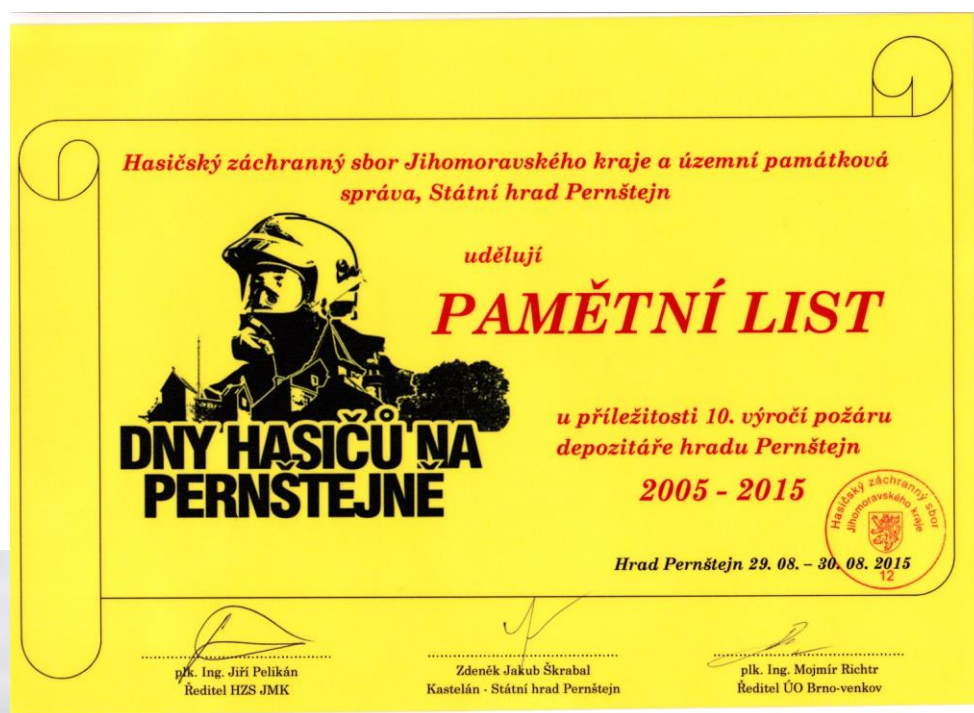 Hasičský záchranný sbor Jihomoravského kraje a územní památková
správa, Státní hrad Pernštejn
udělují
PAMĚTNÍ LIST
DNY HASIČŮ NA
PERNŠTEJNĚ
u příležitosti 10. výročí požáru
depozitáře hradu Pernštejn
2005 - 2015
Hasičský záchranný sbor
Jihomoravského kraje
12
Hrad Pernštejn 29. 08. – 30. 08. 2015
plk. Ing. Jiří Pelikán
Ředitel HZS JMK
Zdeněk Jakub Škrabal
Kastelán - Státní hrad Pernštejn
plk. Ing. Mojmír Richtr
Ředitel ÚO Brno-venkov